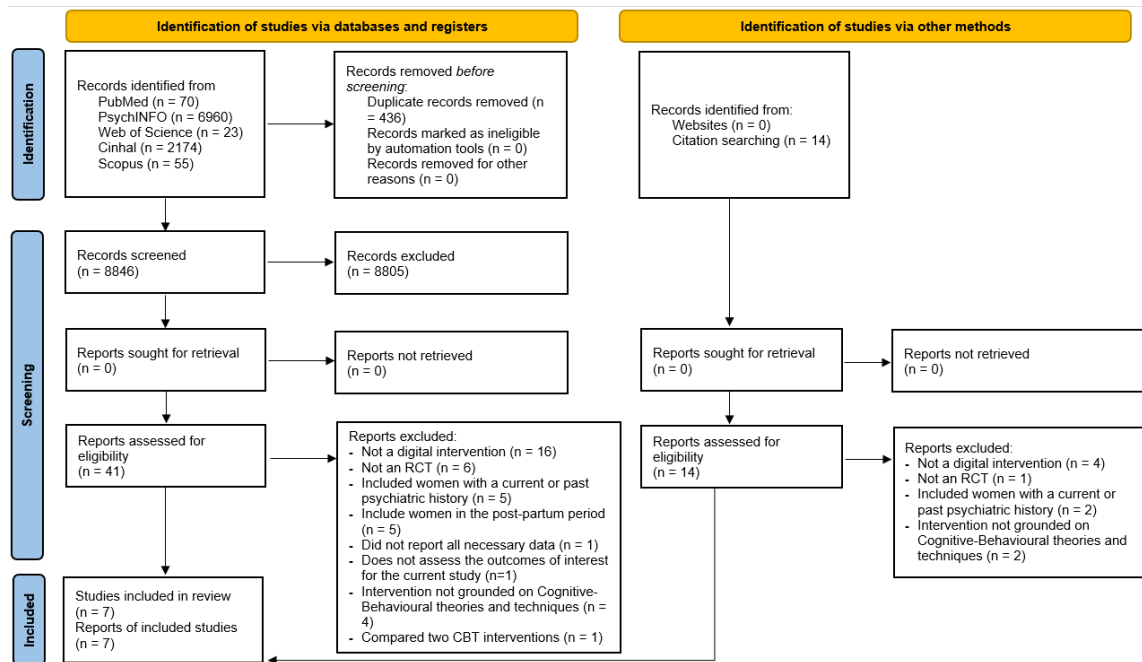 Identification of studies via databases and registers
Identification of studies via other methods
Identification
Records identified from
PubMed (n = 70)
PsychINFO (n = 6960)
Web of Science (n = 23)
Cinhal (n = 2174)
Scopus (n = 55)
Records removed before
screening:
Duplicate records removed (n
= 436)
Records marked as ineligible
by automation tools (n = 0)
Records removed for other
reasons (n = 0)
Records identified from:
Websites (n = 0)
Citation searching (n = 14)
Screening
Records screened
(n = 8846)
Records excluded
(n = 8805)
Reports sought for retrieval
(n = 0)
Reports not retrieved
(n = 0)
Reports sought for retrieval
(n = 0)
Reports not retrieved
(n = 0)
Reports assessed for
eligibility
(n = 41)
Reports excluded:
- Not a digital intervention (n = 16)
- Not an RCT (n = 6)
- Included women with a current or past
psychiatric history (n = 5)
- Include women in the post-partum period
(n = 5)
- Did not report all necessary data (n = 1)
- Does not assess the outcomes of interest
for the current study (n=1)
- Intervention not grounded on Cognitive-
Behavioural theories and techniques (n =
4)
- Compared two CBT interventions (n = 1)
Reports assessed for
eligibility
(n = 14)
Reports excluded:
- Not a digital intervention (n = 4)
- Not an RCT (n = 1)
- Included women with a current or
past psychiatric history (n = 2)
- Intervention not grounded on
Cognitive-Behavioural theories and
techniques (n = 2)
Included
Studies included in review
(n = 7)
Reports of included studies
(n = 7)